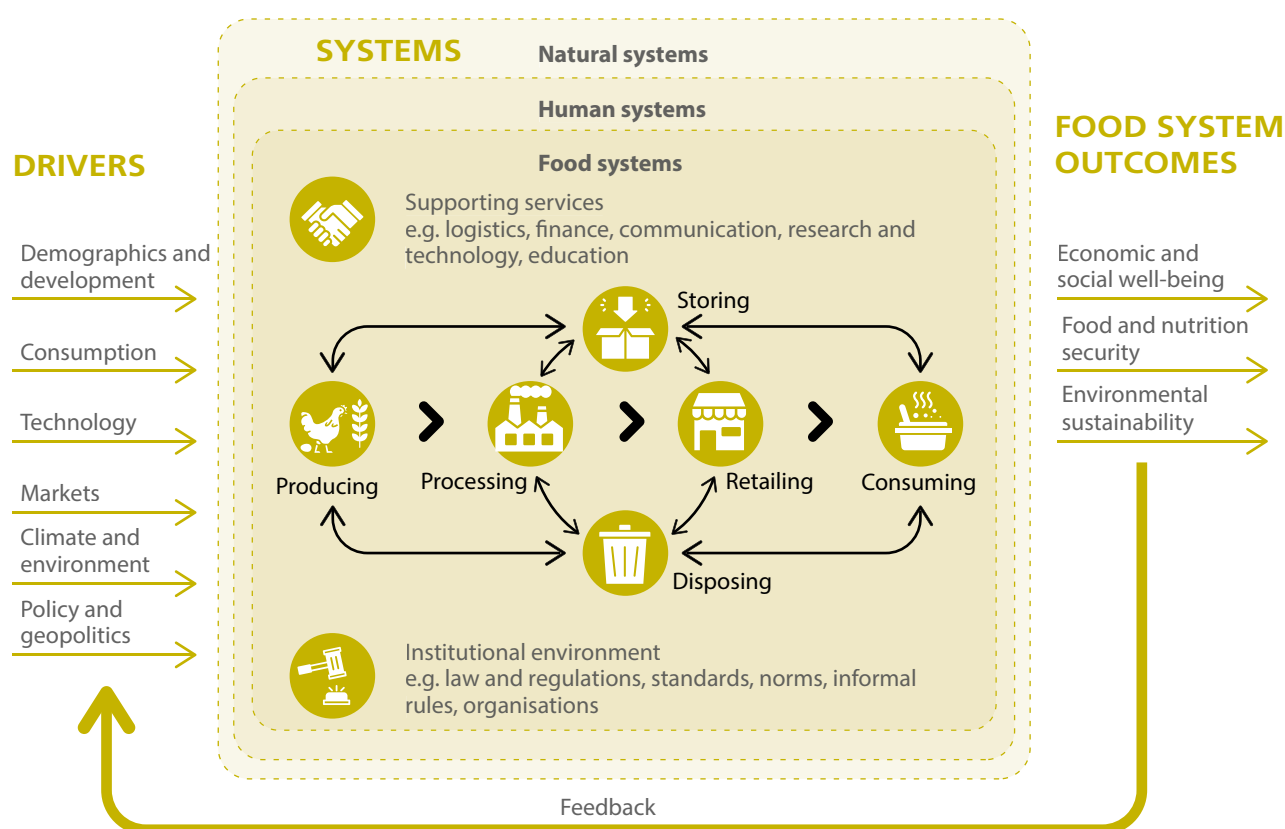 SYSTEMS
Natural systems
Human systems
Food systems
DRIVERS
Demographics and
development
Consumption
Technology
Markets
Climate and
environment
Policy and
geopolitics
Supporting services
e.g. logistics, finance, communication, research and
technology, education
Storing
Producing
Processing
Retailing
Consuming
Disposing
Institutional environment
e.g. law and regulations, standards, norms, informal
rules, organisations
FOOD SYSTEM
OUTCOMES
Economic and
social well-being
Food and nutrition
security
Environmental
sustainability
Feedback